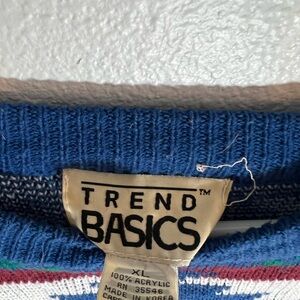 TREND™
BASICS
XL
100% ACRYLIC
RN 35546
MADE IN KOREA